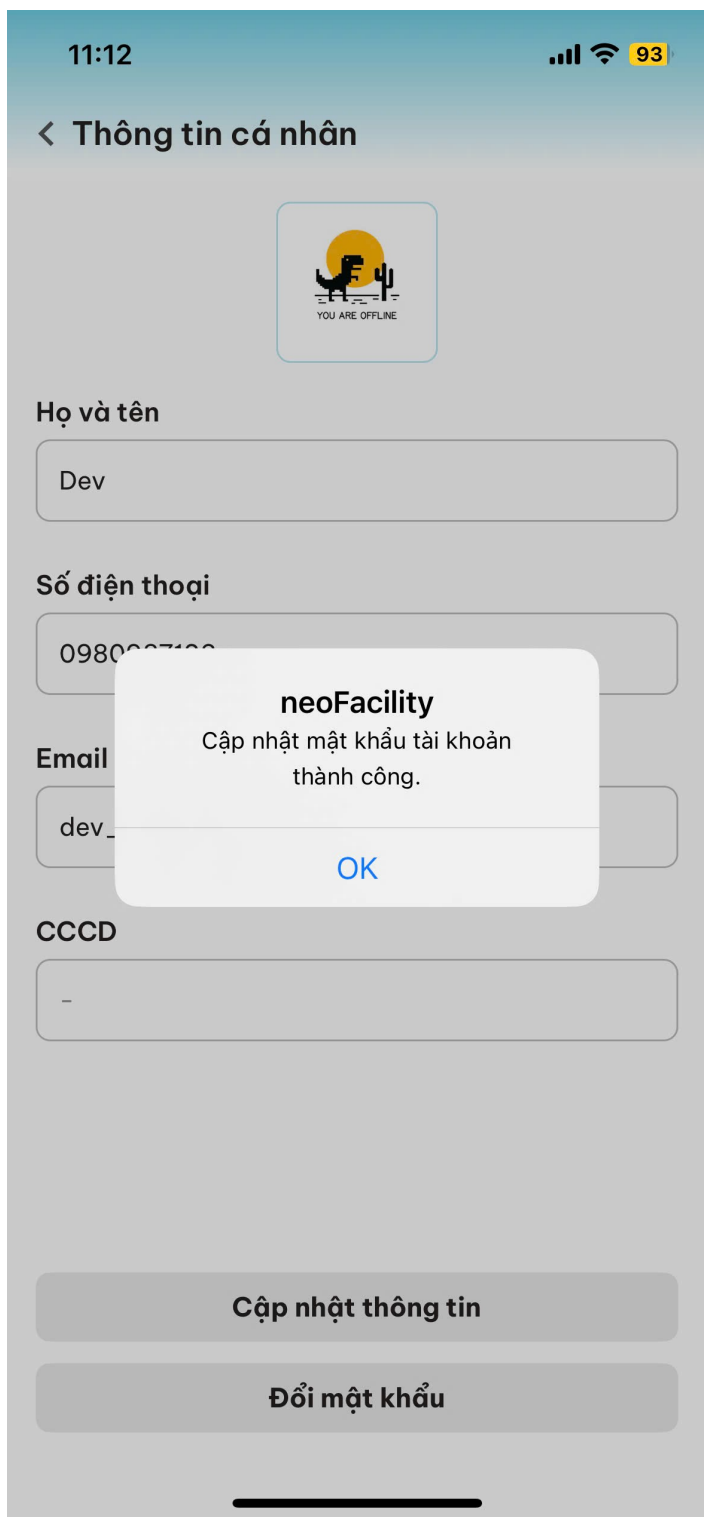 11:12
93
Thông tin cá nhân
YOU ARE OFFLINE
Họ và tên
Dev
Số điện thoại
neoFacility
Cập nhật mật khẩu tài khoản
thành công.
Email
dev_
OK
CCCD
-
Cập nhật thông tin
Đổi mật khẩu